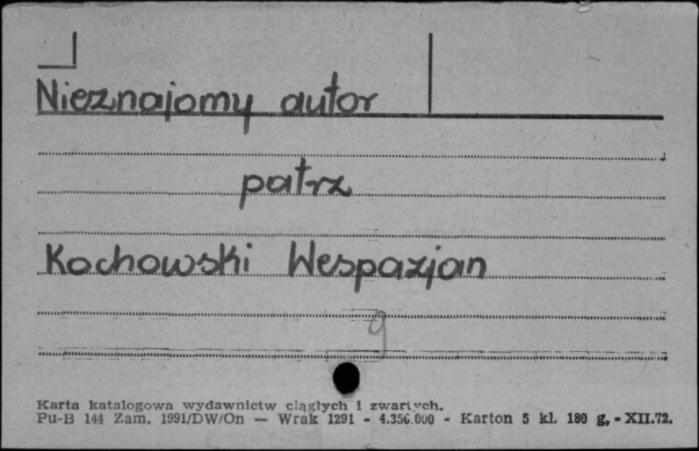 Nieznajomy autor
patrz
Kochowski Wespazjan
g
Karta katalogowa wydawnictw ciągłych i zwartych.
Pu-B 144 Zam. 1991/DW/On — Wrak 1291 - 4.356.000 - Karton 5 kl. 180 g, - XII.72.